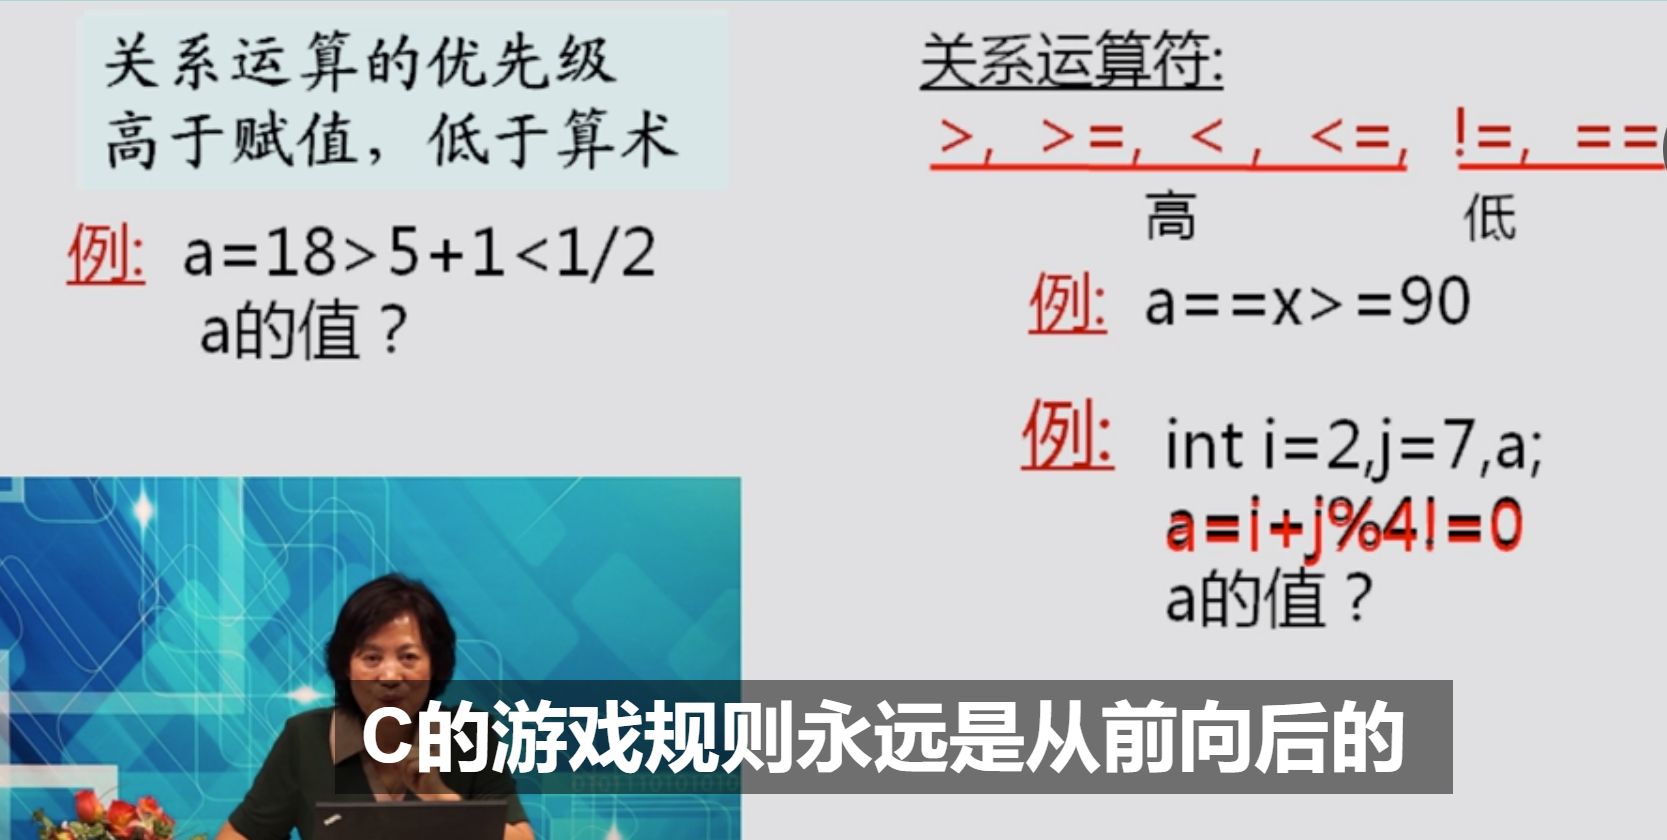 关系运算的优先级
高于赋值，低于算术
例: a=18>5+1<1/2
a的值？
关系运算符:
>, >=, <, <=, !=, ==
高 低
例: a==x>=90
例: int i=2,j=7,a;
a=i+j%4!=0
a的值？
C的游戏规则永远是从前向后的